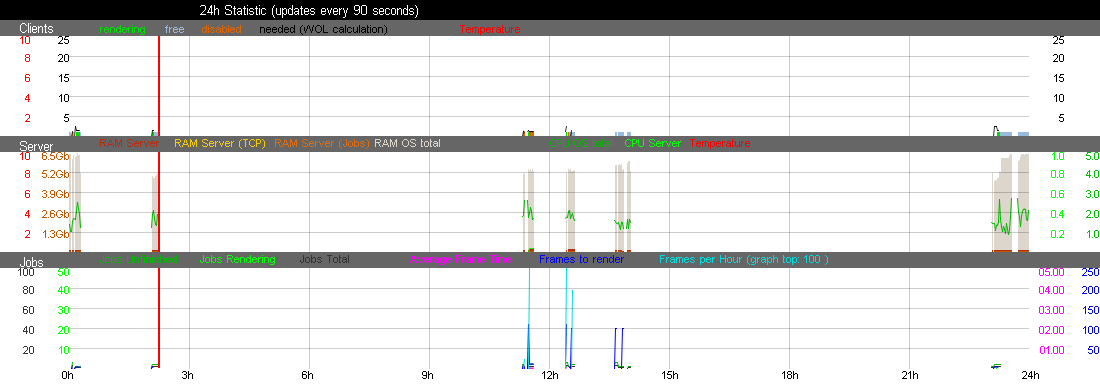 24h Statistic (updates every 90 seconds)
Clients rendering free disabled needed (WOL calculation) Temperature
10 25 25
8 20 20
6 15 15
4 10 10
2 5 5
Server RAM Server RAM Server (TCP) RAM Server (Jobs) RAM OS total CPU Server Temperature
10 6.5Gb 1.0 5.0
8 5.2Gb 0.8 4.0
6 3.9Gb 0.6 3.0
4 2.6Gb 0.4 2.0
2 1.3Gb 0.2 1.0
Jobs Jobs Rendering Jobs Total Average Frame Time Frames to render Frames per Hour (graph top: 100 )
100 50 05.00 250
80 40 04.00 200
60 30 03.00 150
40 20 02.00 100
20 10 01.00 50
0h 3h 6h 9h 12h 15h 18h 21h 24h